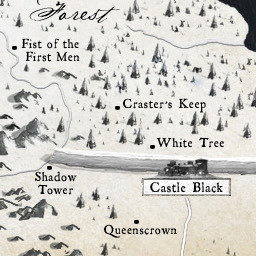 Forest
Fist of the
First Men
Craster's Keep
White Tree
Shadow
Tower
Castle Black
Queenscrown